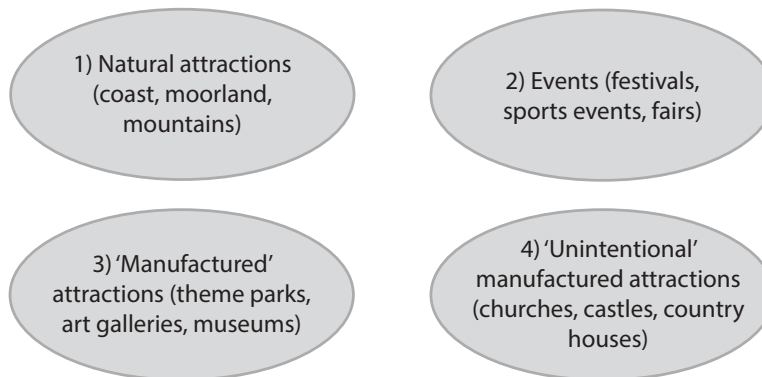 1) Natural attractions
(coast, moorland,
mountains)
2) Events (festivals,
sports events, fairs)
3) ‘Manufactured’
attractions (theme parks,
art galleries, museums)
4) ‘Unintentional’
manufactured attractions
(churches, castles, country
houses)